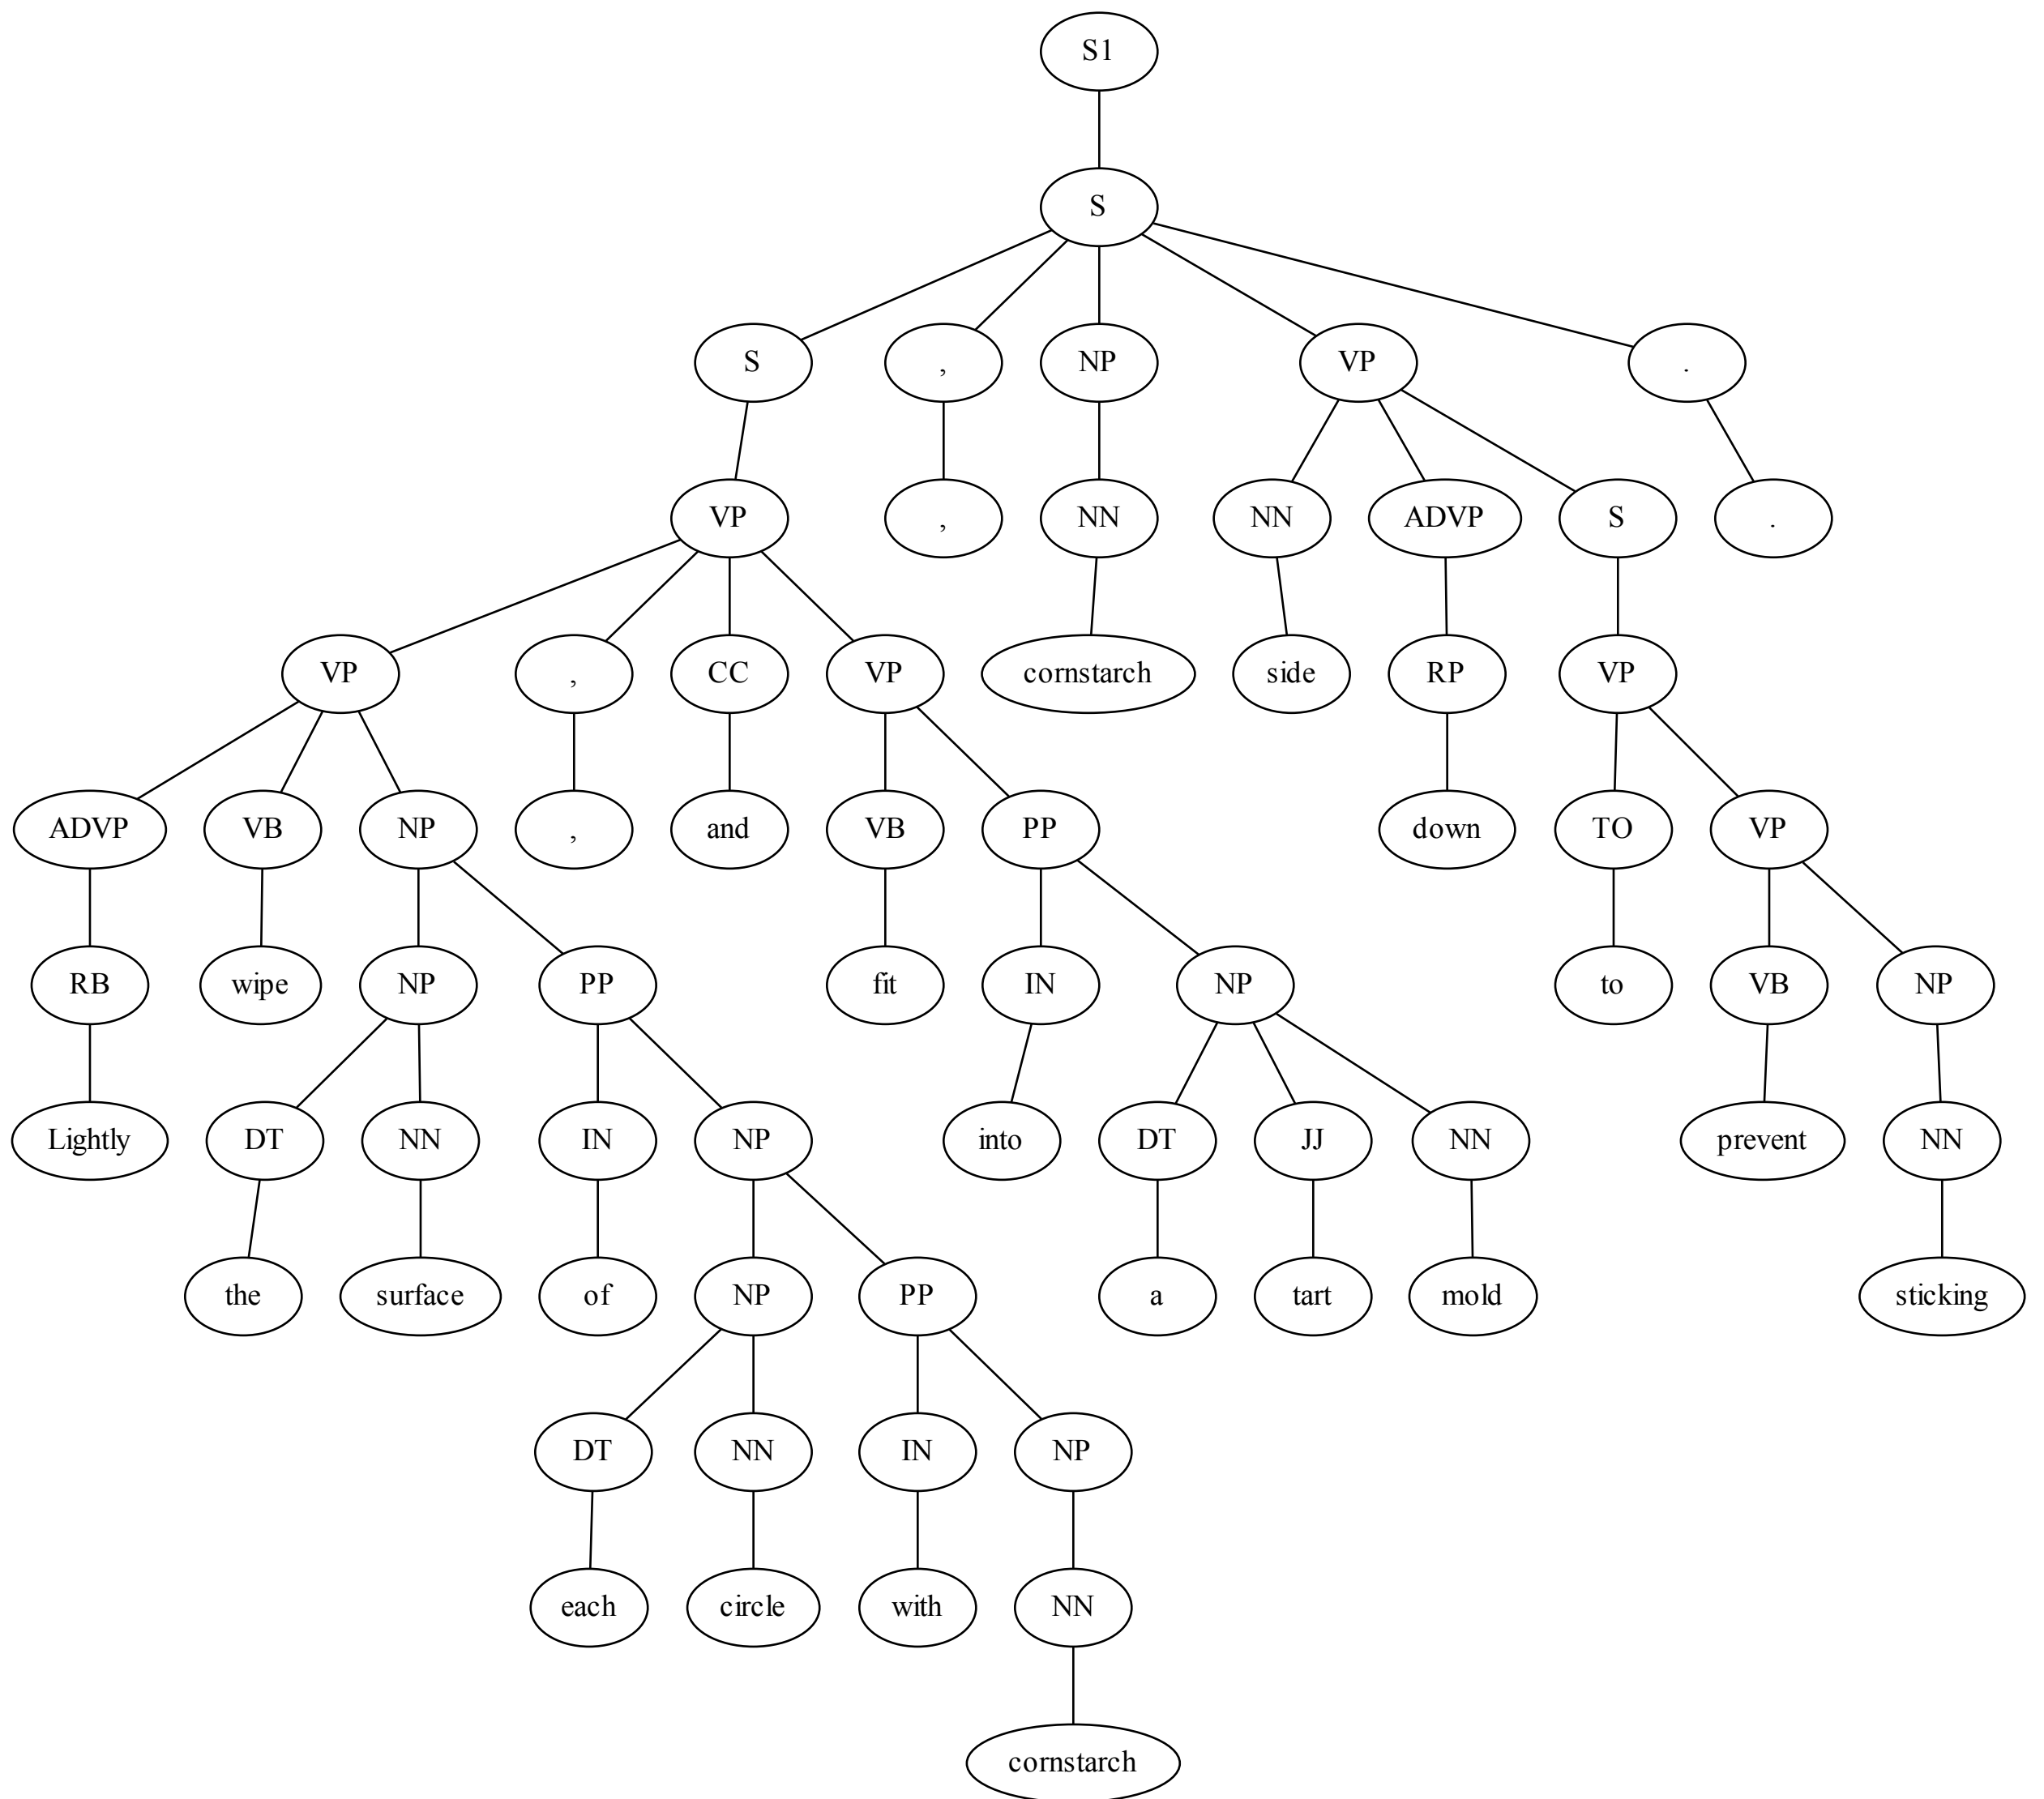 S1
S
S , NP VP .
VP , NN NN ADVP S .
VP , CC VP cornstarch side RP VP
ADVP VB NP , and VB PP down TO VP
RB wipe NP PP fit IN NP to VB NP
Lightly DT NN IN NP into DT JJ NN prevent NN
the surface of NP PP a tart mold sticking
DT NN IN NP
each circle with NN
cornstarch